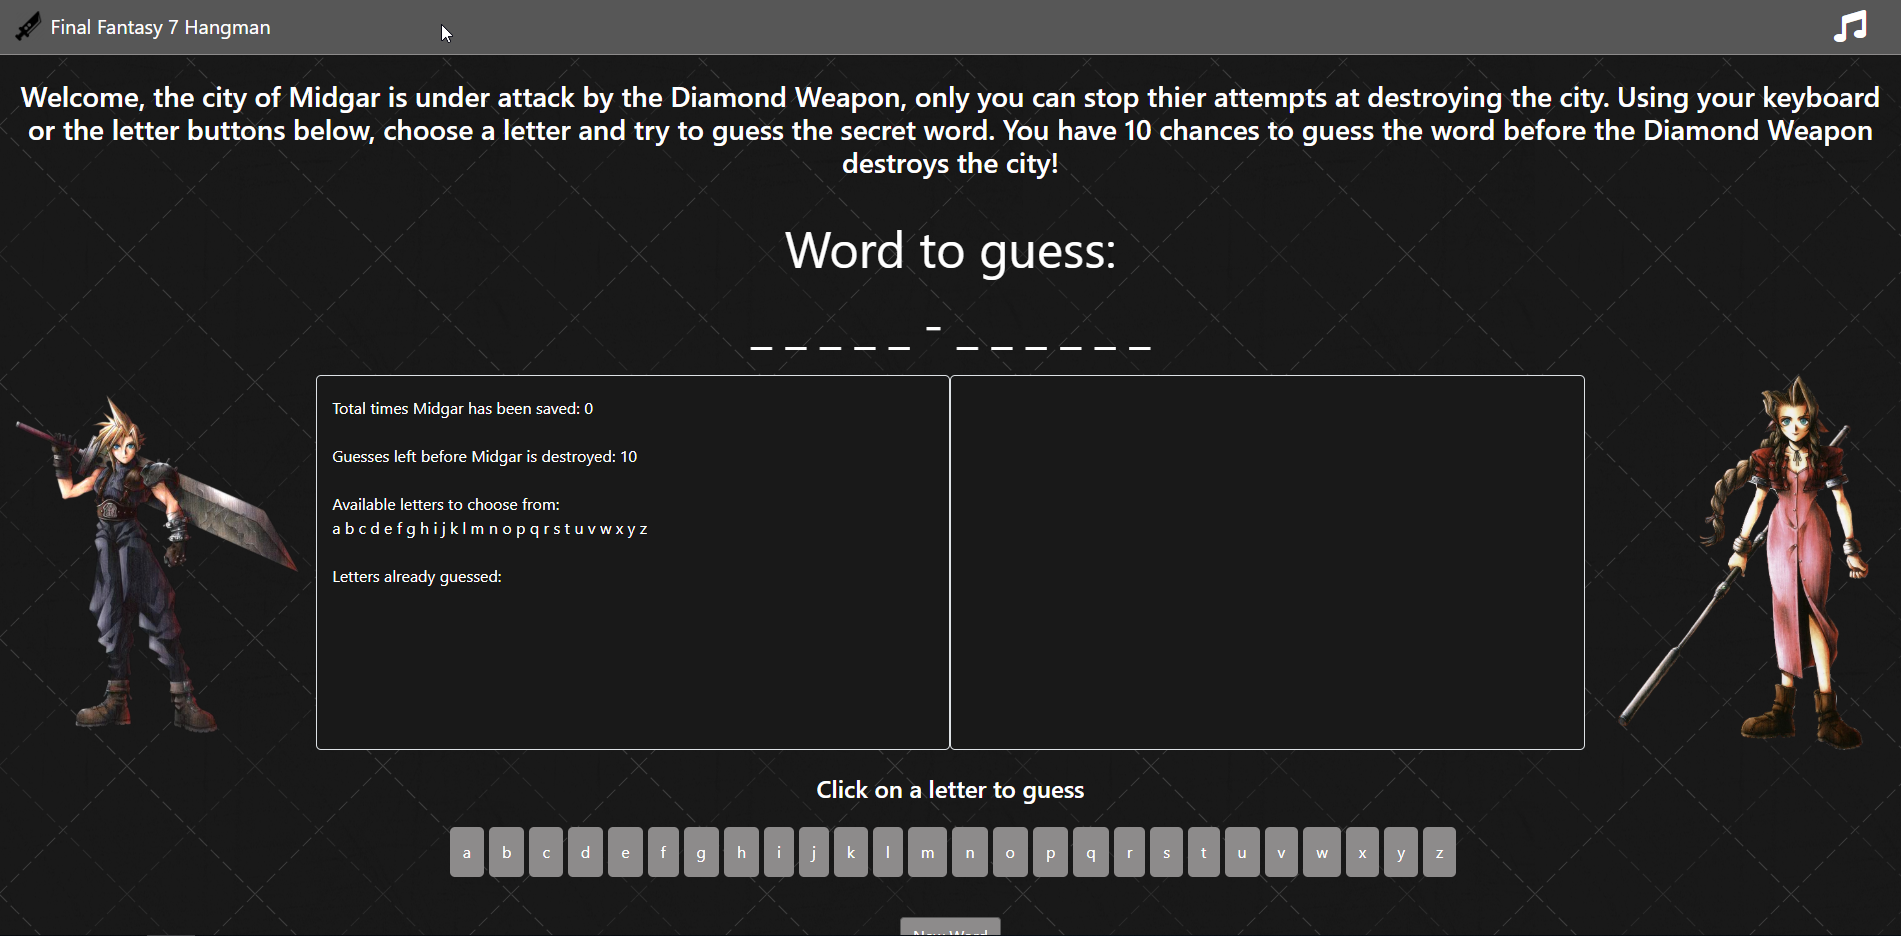 Final Fantasy 7 Hangman
Welcome, the city of Midgar is under attack by the Diamond Weapon, only you can stop thier attempts at destroying the city. Using your keyboard
or the letter buttons below, choose a letter and try to guess the secret word. You have 10 chances to guess the word before the Diamond Weapon
destroys the city!
Word to guess:
_ _ _ _ _ - _ _ _ _ _ _
Total times Midgar has been saved: 0
Guesses left before Midgar is destroyed: 10
Available letters to choose from:
a b c d e f g h i j k l m n o p q r s t u v w x y z
Letters already guessed:
Click on a letter to guess
a b c d e f g h i j k l m n o p q r s t u v w x y z
New Word